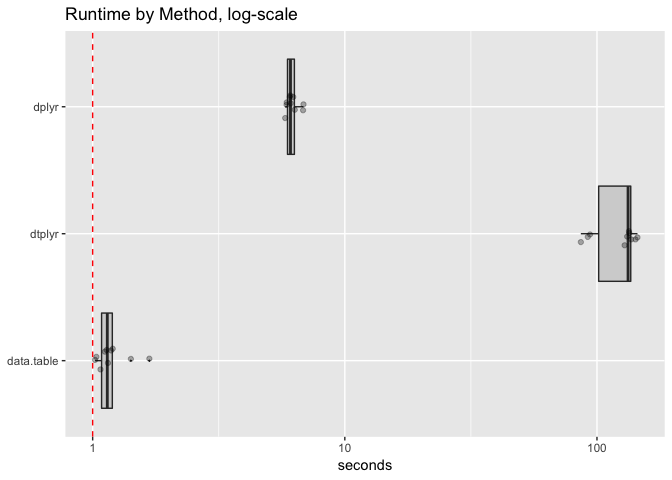 Runtime by Method, log-scale
dplyr
dtplyr
data.table
1
10
100
seconds